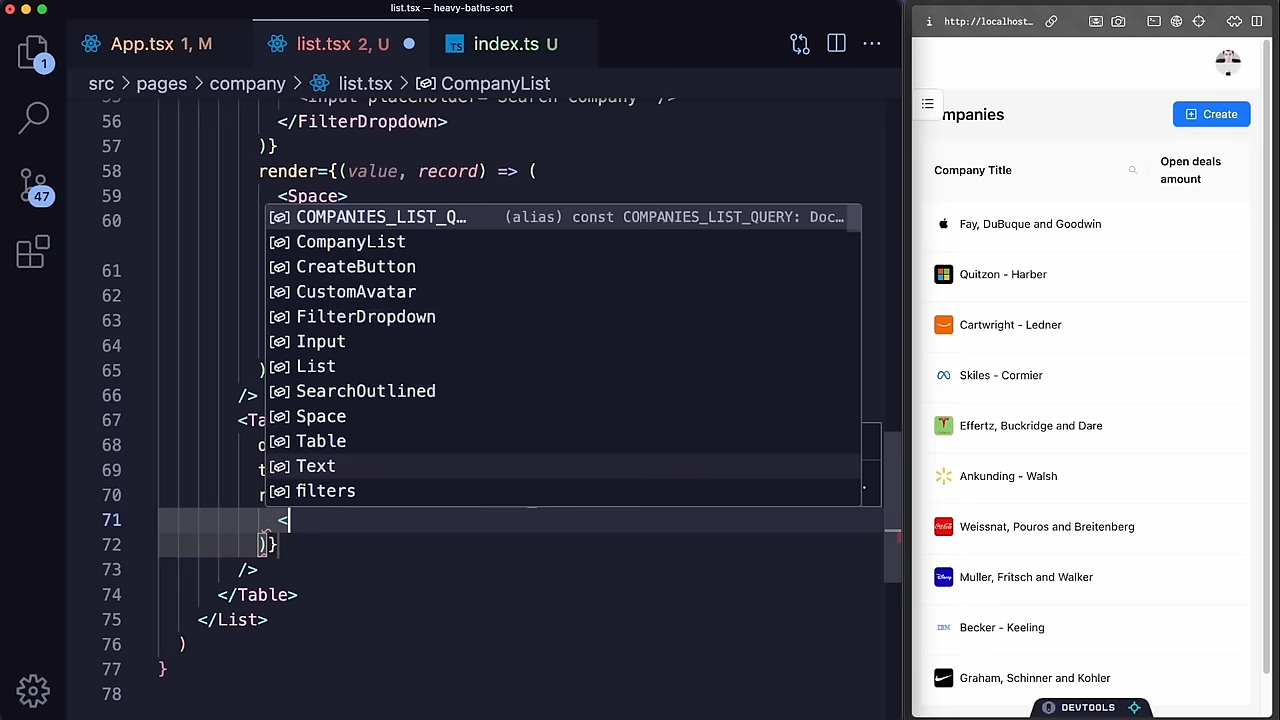 list.tsx — heavy-baths-sort
App.tsx 1, M
list.tsx 2, U
index.ts U
src > pages > company > list.tsx > CompanyList
56 </FilterDropdown>
57 )}
58 render={(value, record) => (
59 <Space>
60
COMPANIES_LIST_Q… (alias) const COMPANIES_LIST_QUERY: Doc…
CompanyList
61
CreateButton
62
CustomAvatar
63
FilterDropdown
64
Input
65 )
List
66 />
SearchOutlined
Space
67 <Ta
Table
68
Text
69 t
filters
70 r
71 <
72 )}
73 />
74 </Table>
75 </List>
76 )
77 }
78
1
47
http://localhost…
mpanies
Create
Company Title
Open deals
amount
Fay, DuBuque and Goodwin
Quitzon - Harber
Cartwright - Ledner
Skiles - Cormier
Effertz, Buckridge and Dare
Ankunding - Walsh
Weissnat, Pouros and Breitenberg
Muller, Fritsch and Walker
IBM Becker - Keeling
Graham, Schinner and Kohler
DEVTOOLS